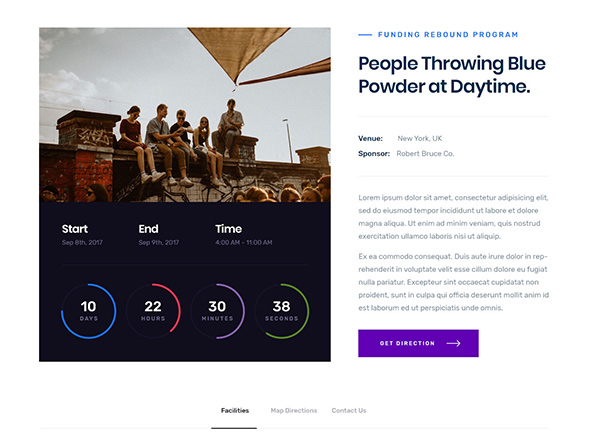 FUNDING REBOUND PROGRAM
People Throwing Blue
Powder at Daytime.
Venue: New York, UK
Sponsor: Robert Bruce Co.
Lorem ipsum dolor sit amet, consectetur adipisicing elit,
sed do eiusmod tempor incididunt ut labore et dolore
magna aliqua. Ut enim ad minim veniam, quis nostrud
exercitation ullamco laboris nisi ut aliquip.
Ex ea commodo consequat. Duis aute irure dolor in rep-
rehenderit in voluptate velit esse cillum dolore eu fugiat
nulla pariatur. Excepteur sint occaecat cupidatat non
proident, sunt in culpa qui officia deserunt mollit anim id
est laborum ed ut perspiciatis unde omnis.
GET DIRECTION
Start End Time
Sep 8th, 2017 Sep 9th, 2017 4:00 AM - 11:00 AM
10 22 30 38
DAYS HOURS MINUTES SECONDS
Facilities Map Directions Contact Us